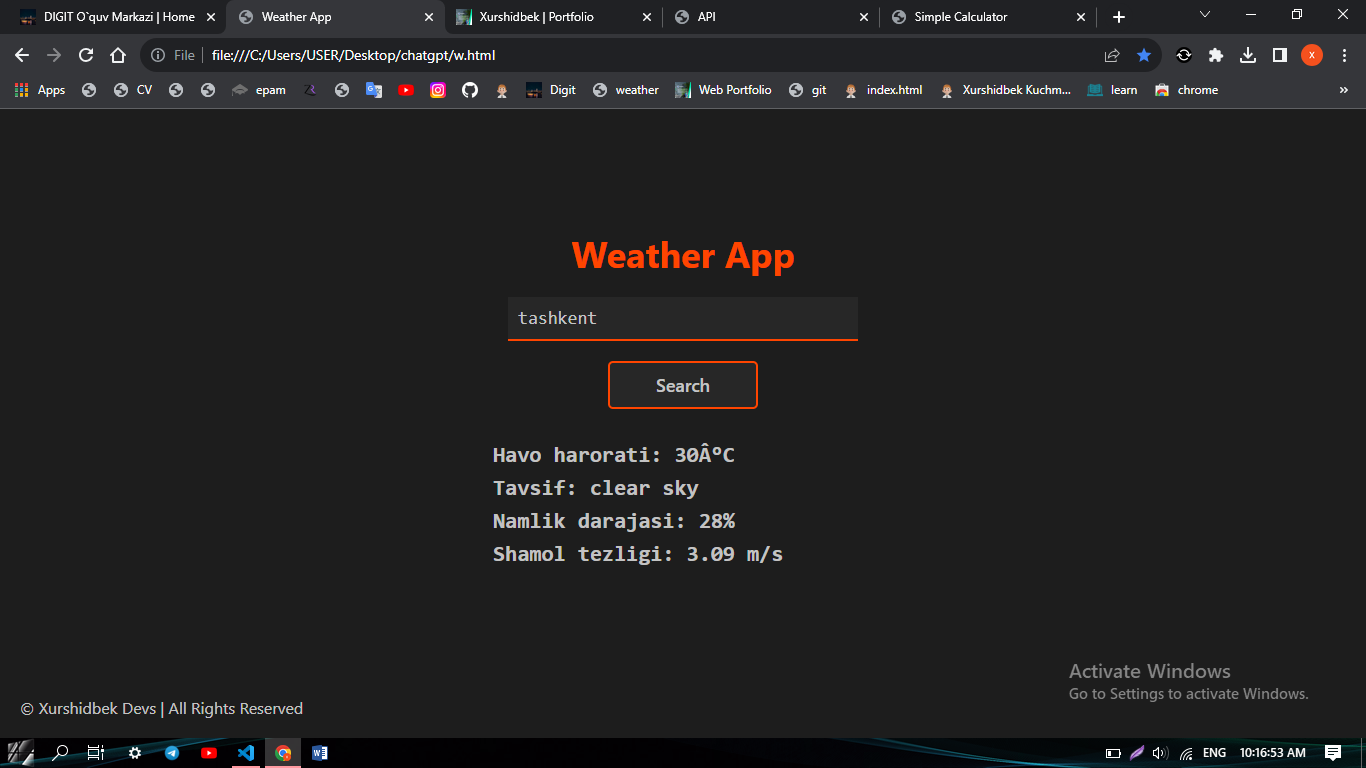 DIGIT O`quv Markazi | Home
Weather App
Xurshidbek | Portfolio
API
Simple Calculator
File
file:///C:/Users/USER/Desktop/chatgpt/w.html
X
Apps
CV
epam
Digit
weather
Web Portfolio
git
index.html
Xurshidbek Kuchm...
learn
chrome
»
Weather App
tashkent
Search
Havo harorati: 30Â°C
Tavsif: clear sky
Namlik darajasi: 28%
Shamol tezligi: 3.09 m/s
Activate Windows
Go to Settings to activate Windows.
© Xurshidbek Devs | All Rights Reserved
ENG
10:16:53 AM